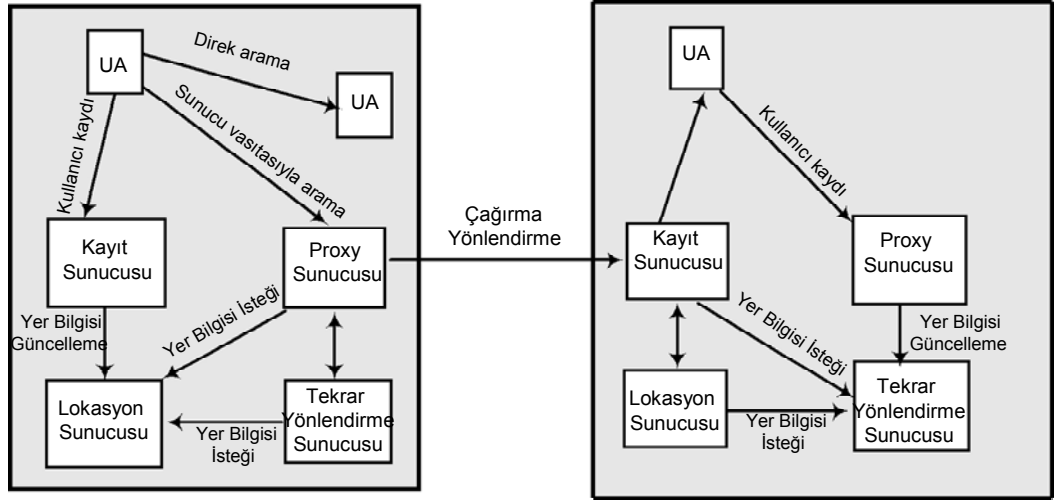 UA
Direk arama
UA
Kullanıcı kaydı
Sunucu vasıtasıyla arama
Kayıt
Sunucusu
Proxy
Sunucusu
Yer Bilgisi
Güncelleme
Yer Bilgisi İsteği
Lokasyon
Sunucusu
Tekrar
Yönlendirme
Sunucusu
Yer Bilgisi
İsteği
Çağırma
Yönlendirme
UA
Kullanıcı kaydı
Kayıt
Sunucusu
Proxy
Sunucusu
Yer Bilgisi İsteği
Yer Bilgisi
Güncelleme
Lokasyon
Sunucusu
Tekrar
Yönlendirme
Sunucusu
Yer Bilgisi
İsteği